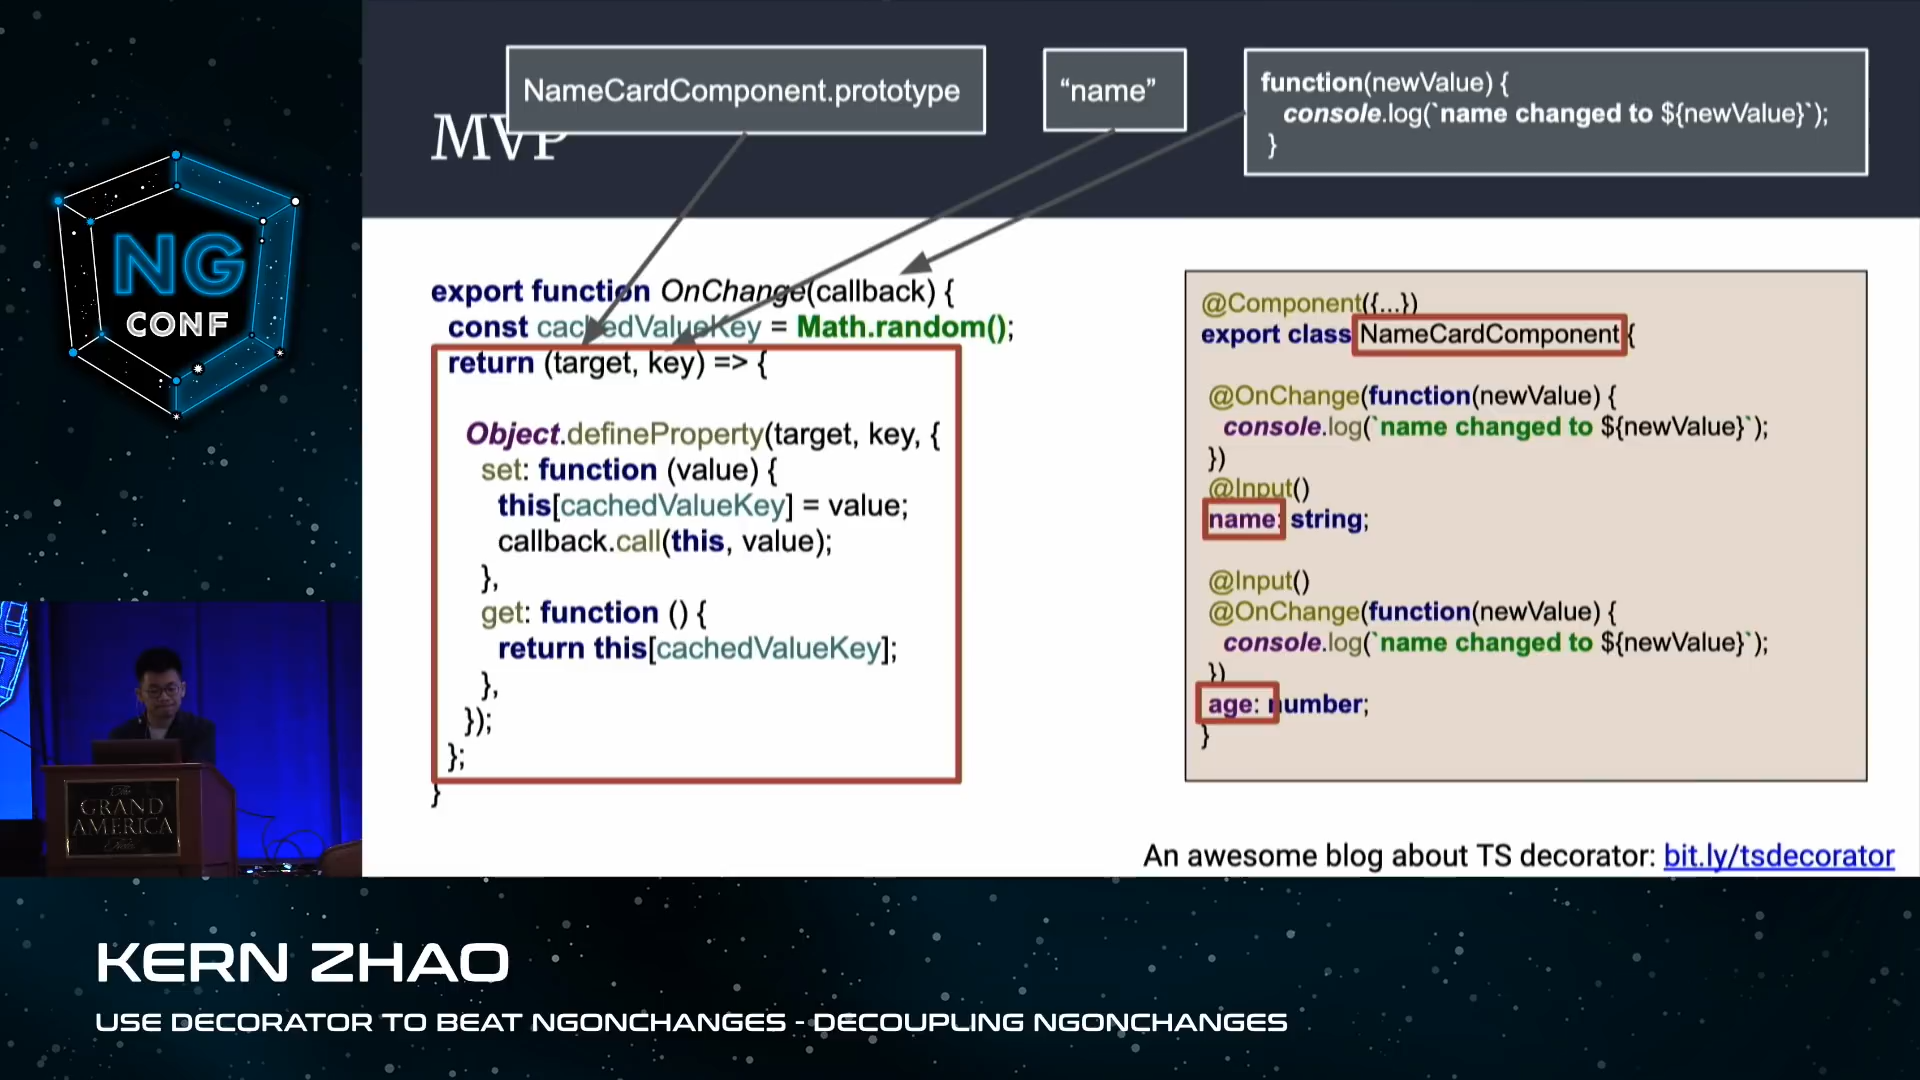 NameCardComponent.prototype
"name"
function(newValue) {
console.log(`name changed to ${newValue}`);
}
MVP
NG
CONF
export function OnChange(callback) {
const cachedValueKey = Math.random();
return (target, key) => {
Object.defineProperty(target, key, {
set: function (value) {
this[cachedValueKey] = value;
callback.call(this, value);
},
get: function () {
return this[cachedValueKey];
},
});
};
}
@Component({...})
export class NameCardComponent {
@OnChange(function(newValue) {
console.log(`name changed to ${newValue}`);
})
@Input()
name: string;
@Input()
@OnChange(function(newValue) {
console.log(`name changed to ${newValue}`);
})
age: number;
}
An awesome blog about TS decorator: bit.ly/tsdecorator
The
GRAND
AMERICA
Hotel
KERN ZHAO
USE DECORATOR TO BEAT NGONCHANGES - DECOUPLING NGONCHANGES